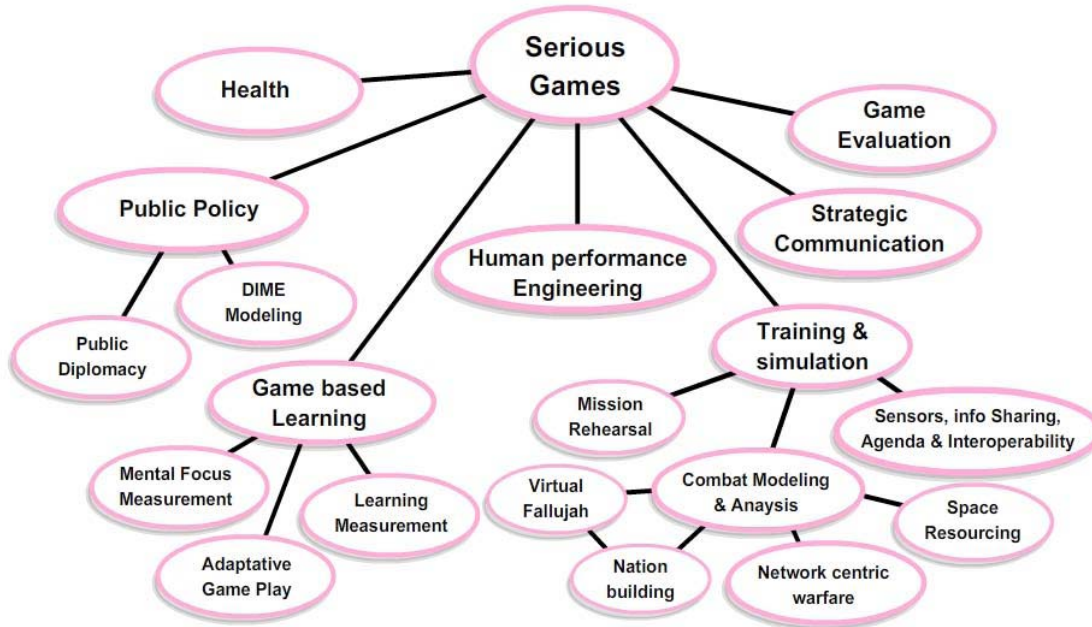 Serious
Games
Health
Game
Evaluation
Public Policy
Strategic
Communication
Human performance
Engineering
DIME
Modeling
Public
Diplomacy
Training &
simulation
Game based
Learning
Mission
Rehearsal
Sensors, info Sharing,
Agenda & Interoperability
Mental Focus
Measurement
Learning
Measurement
Virtual
Fallujah
Combat Modeling
& Anaysis
Space
Resourcing
Adaptative
Game Play
Nation
building
Network centric
warfare